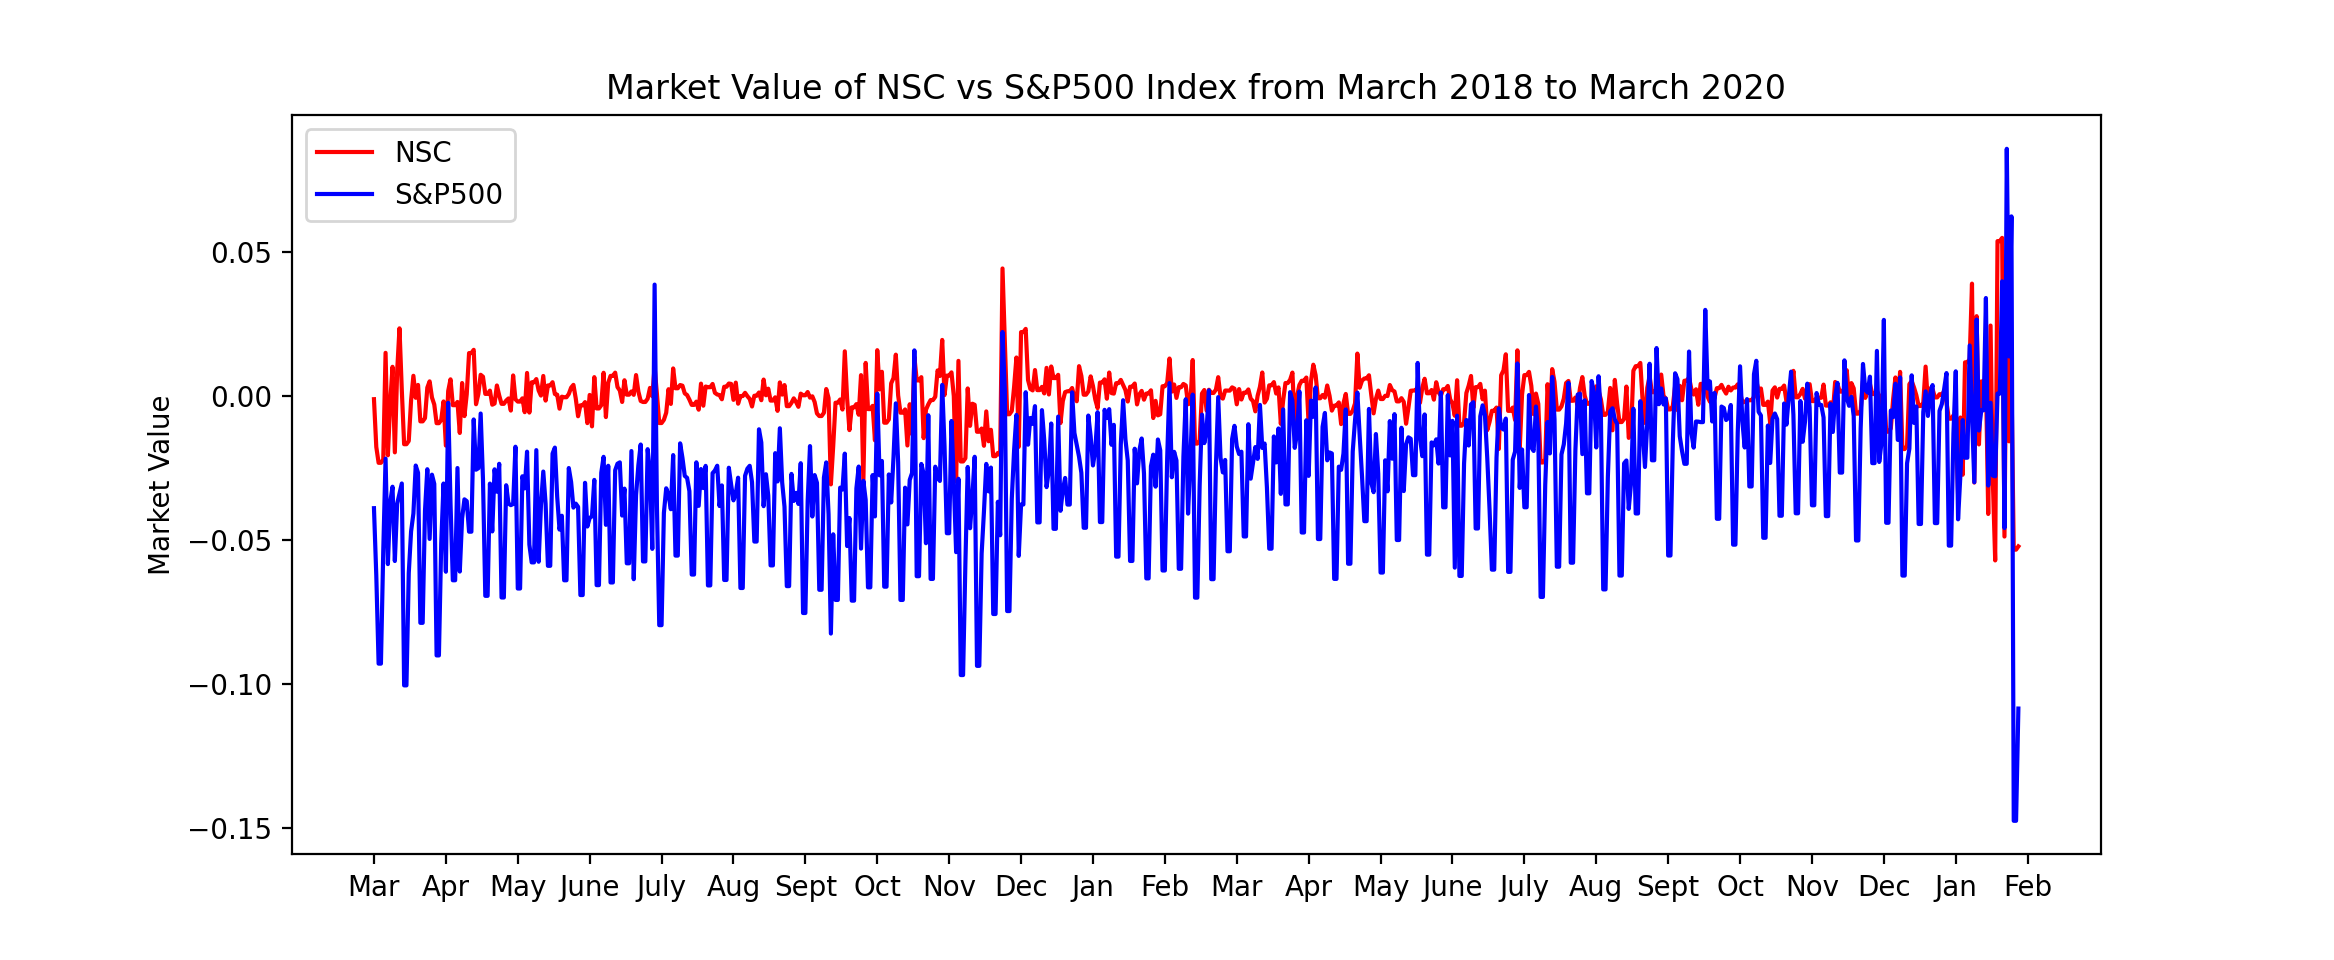 Market Value of NSC vs S&P500 Index from March 2018 to March 2020
NSC
S&P500
Market Value
0.05
0.00
−0.05
−0.10
−0.15
Mar Apr May June July Aug Sept Oct Nov Dec Jan Feb Mar Apr May June July Aug Sept Oct Nov Dec Jan Feb